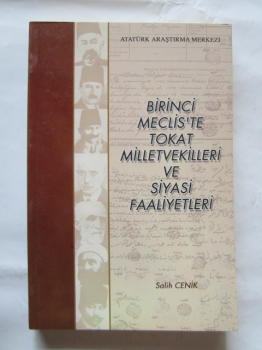 ATATÜRK ARAŞTIRMA MERKEZİ
BİRİNCİ
MECLİS'TE
TOKAT
MİLLETVEKİLLERİ
VE
SİYASİ
FAALİYETLERİ
Salih CENİK